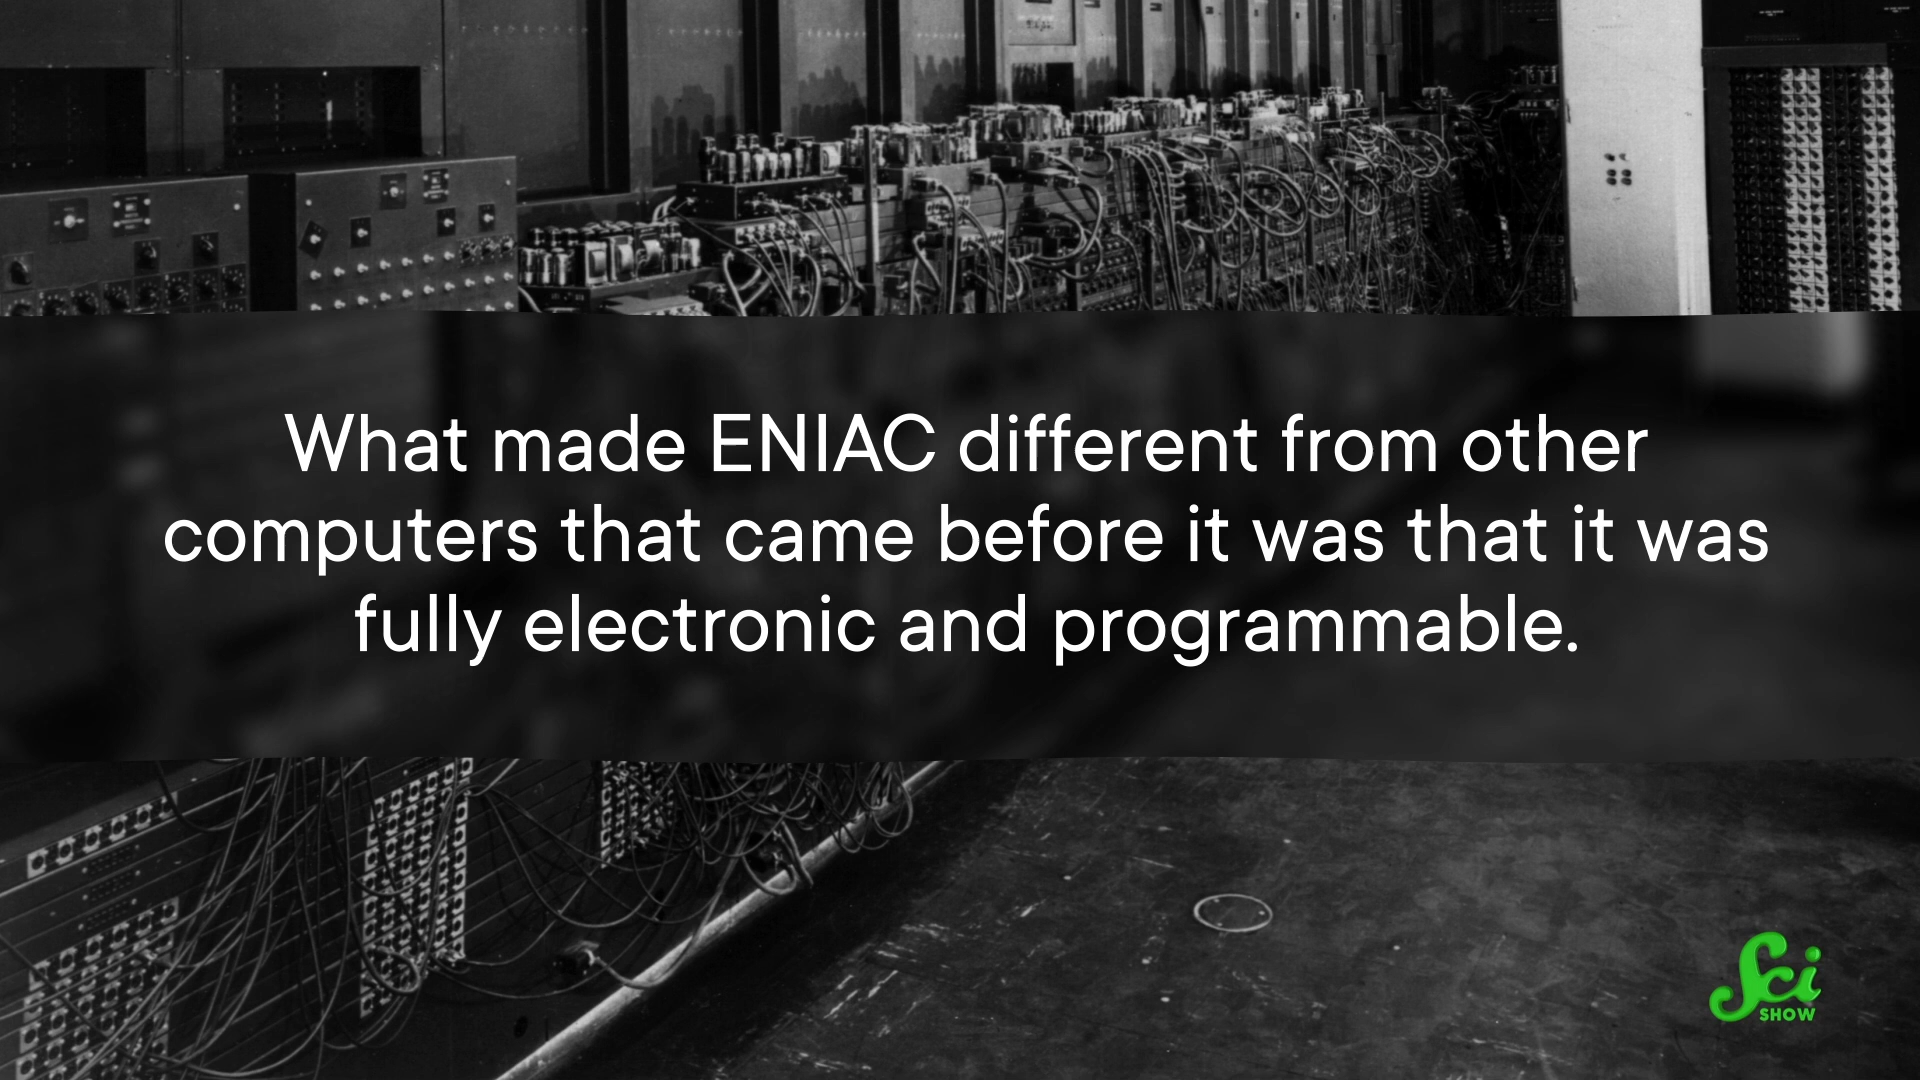 What made ENIAC different from other
computers that came before it was that it was
fully electronic and programmable.
Sci
SHOW